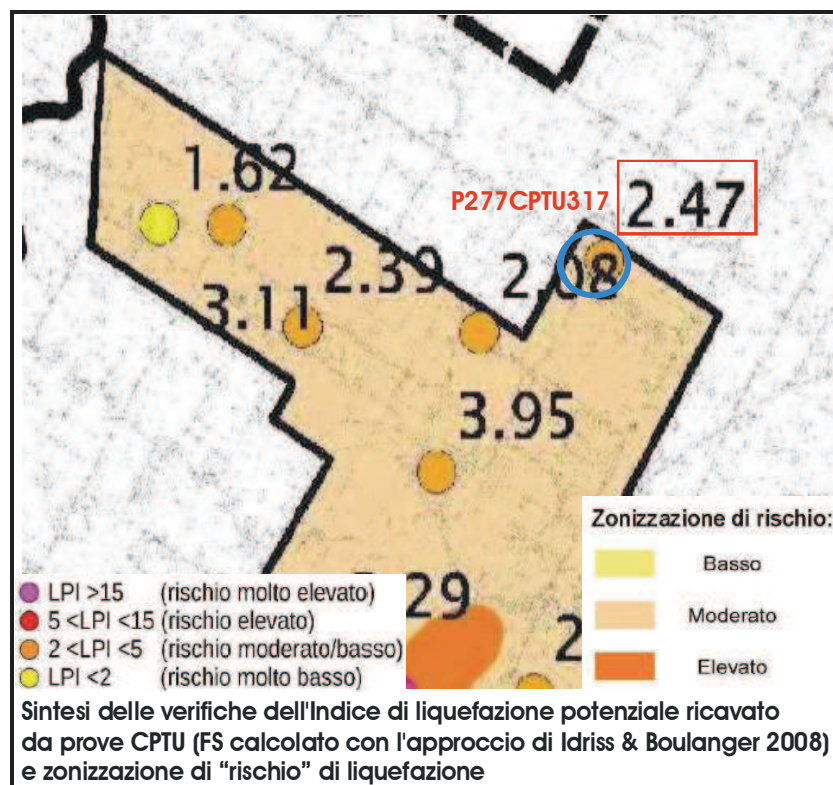 1.62
P277CPTU317 2.47
2.39
2.08
3.11
3.95
29
2
Zonizzazione di rischio:
Basso
Moderato
Elevato
LPI >15 (rischio molto elevato)
5 <LPI <15 (rischio elevato)
2 <LPI <5 (rischio moderato/basso)
LPI <2 (rischio molto basso)
Sintesi delle verifiche dell'Indice di liquefazione potenziale ricavato
da prove CPTU (FS calcolato con l'approccio di Idriss & Boulanger 2008)
e zonizzazione di “rischio” di liquefazione